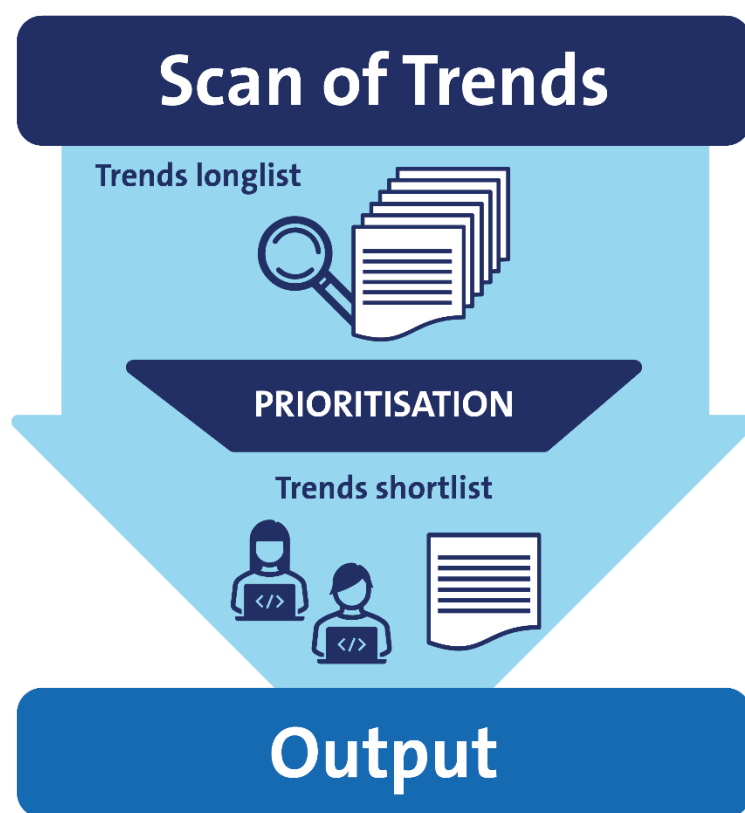 Scan of Trends
Trends longlist
PRIORITISATION
Trends shortlist
</>
</>
Output